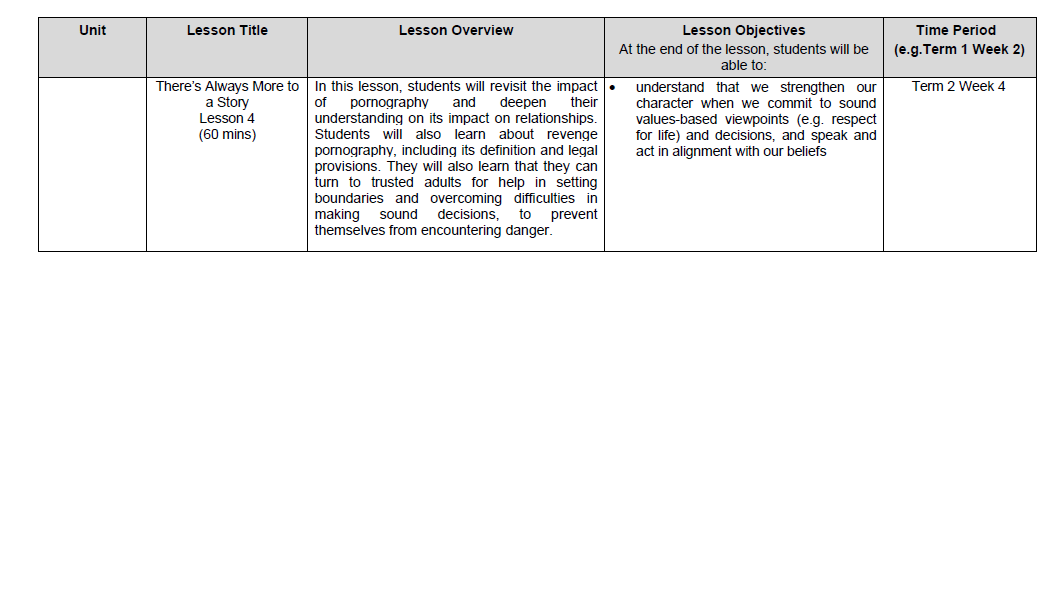 Unit
Lesson Title
Lesson Overview
Lesson Objectives
At the end of the lesson, students will be
able to:
Time Period
(e.g.Term 1 Week 2)
There's Always More to
a Story
Lesson 4
(60 mins)
In this lesson, students will revisit the impact
of pornography and deepen their
understanding on its impact on relationships.
Students will also learn about revenge
pornography, including its definition and legal
provisions. They will also learn that they can
turn to trusted adults for help in setting
boundaries and overcoming difficulties in
making sound decisions, to prevent
themselves from encountering danger.
• understand that we strengthen our
character when we commit to sound
values-based viewpoints (e.g. respect
for life) and decisions, and speak and
act in alignment with our beliefs
Term 2 Week 4